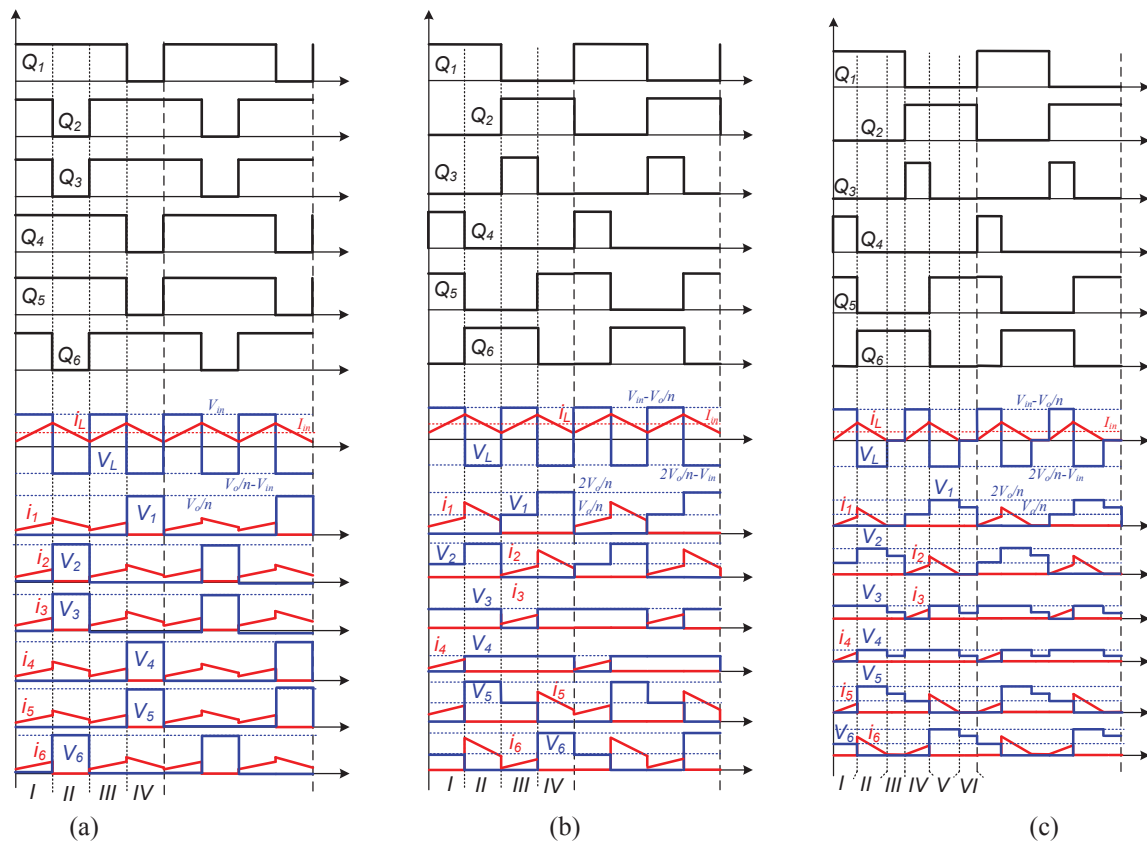 Q1
Q2
Q3
Q4
Q5
Q6
iL Vin
Iin
VL
Vo/n-Vin
i1 Vo/n V1
i2 V2
i3 V3
i4 V4
i5 V5
i6 V6
I II III IV
(a)
Q1
Q2
Q3
Q4
Q5
Q6
Vin-Vo/n
iL Iin
VL
2Vo/n-Vin
i1 V1 2Vo/n
Vo/n
V2 i2
V3 i3
i4 V4
V5 i5
i6 V6
I II III IV
(b)
Q1
Q2
Q3
Q4
Q5
Q6
Vin-Vo/n
iL Iin
VL
2Vo/n-Vin
i1 V1 2Vo/n
Vo/n
V2
i2
V3 i3
i4 V4
V5
i5
V6 i6
I II III IV V VI
(c)